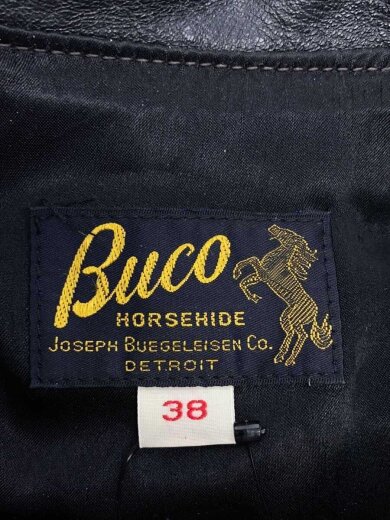 Buco
HORSEHIDE
JOSEPH BUEGELEISEN CO.
DETROIT
38